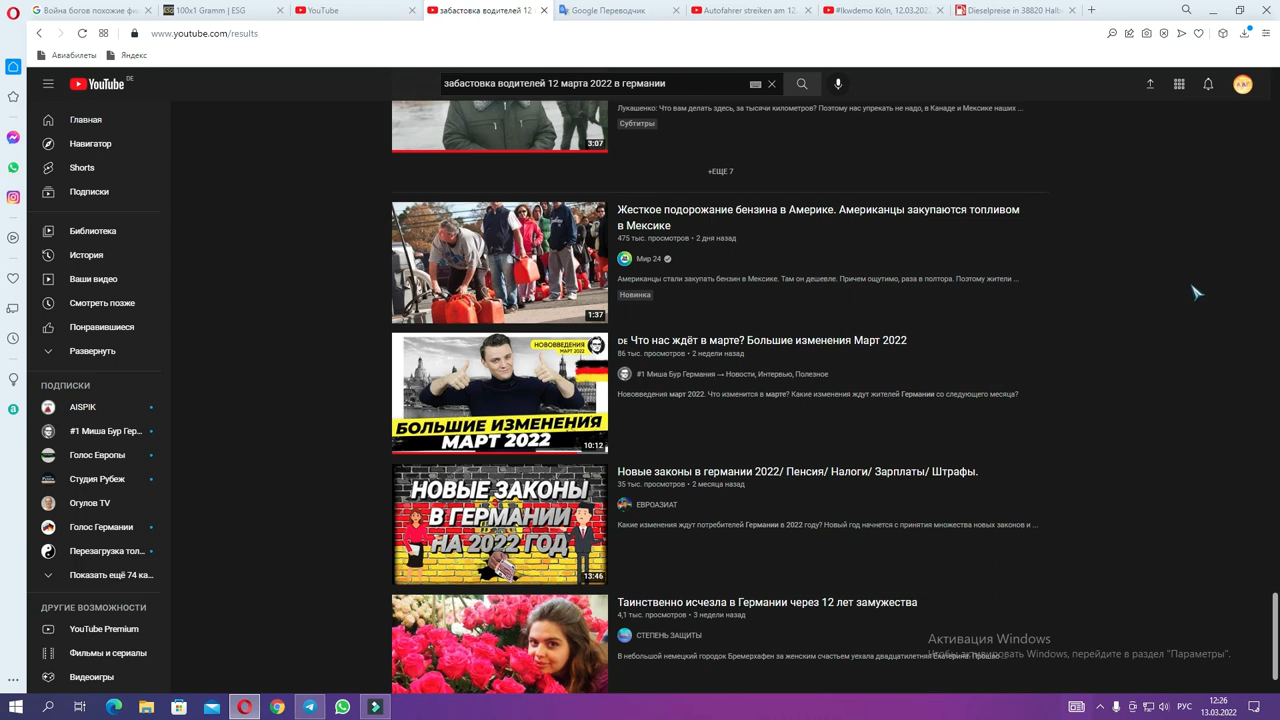 Война богов похожие фи
100x1 Gramm | ESG
YouTube
забастовка водителей 12
Google Переводчик
Autofahrer streiken am 12.
#lkwdemo Köln, 12.03.202
Dieselpreise in 38820 Halb
www.youtube.com/results
Авиабилеты
Яндекс
YouTube
DE
забастовка водителей 12 марта 2022 в германии
Главная
Навигатор
Shorts
Подписки
Библиотека
История
Ваши видео
Смотреть позже
Понравившиеся
Развернуть
ПОДПИСКИ
AISPIK
#1 Миша Бур Гер...
Голос Европы
Студия Рубеж
Огулов TV
Голос Германии
Перезагрузка тол...
Показать ещё 74 ка...
ДРУГИЕ ВОЗМОЖНОСТИ
YouTube Premium
Фильмы и сериалы
Видеоигры
3:07
Лукашенко: Что вам делать здесь, за тысячи километров? Поэтому нас упрекать не надо, в Канаде и Мексике наших ...
Субтитры
+ЕЩЕ 7
1:37
Жесткое подорожание бензина в Америке. Американцы закупаются топливом
в Мексике
475 тыс. просмотров • 2 дня назад
Мир 24
Американцы стали закупать бензин в Мексике. Там он дешевле. Причем ощутимо, раза в полтора. Поэтому жители ...
Новинка
НОВОВВЕДЕНИЯ
МАРТ 2022
БОЛЬШИЕ ИЗМЕНЕНИЯ
МАРТ 2022
10:12
DE Что нас ждёт в марте? Большие изменения Март 2022
86 тыс. просмотров • 2 недели назад
#1 Миша Бур Германия → Новости, Интервью, Полезное
Нововведения март 2022. Что изменится в марте? Какие изменения ждут жителей Германии со следующего месяца?
НОВЫЕ ЗАКОНЫ
В ГЕРМАНИИ
НА 2022 ГОД
13:46
Новые законы в германии 2022/ Пенсия/ Налоги/ Зарплаты/ Штрафы.
35 тыс. просмотров • 2 месяца назад
ЕВРОАЗИАТ
Какие изменения ждут потребителей Германии в 2022 году? Новый год начнется с принятия множества новых законов и ...
Таинственно исчезла в Германии через 12 лет замужества
4,1 тыс. просмотров • 3 недели назад
СТЕПЕНЬ ЗАЩИТЫ
В небольшой немецкий городок Бремерхафен за женским счастьем уехала двадцатилетняя Екатерина. Прошло ...
Активация Windows
Чтобы активировать Windows, перейдите в раздел "Параметры".
РУС
12:26
13.03.2022